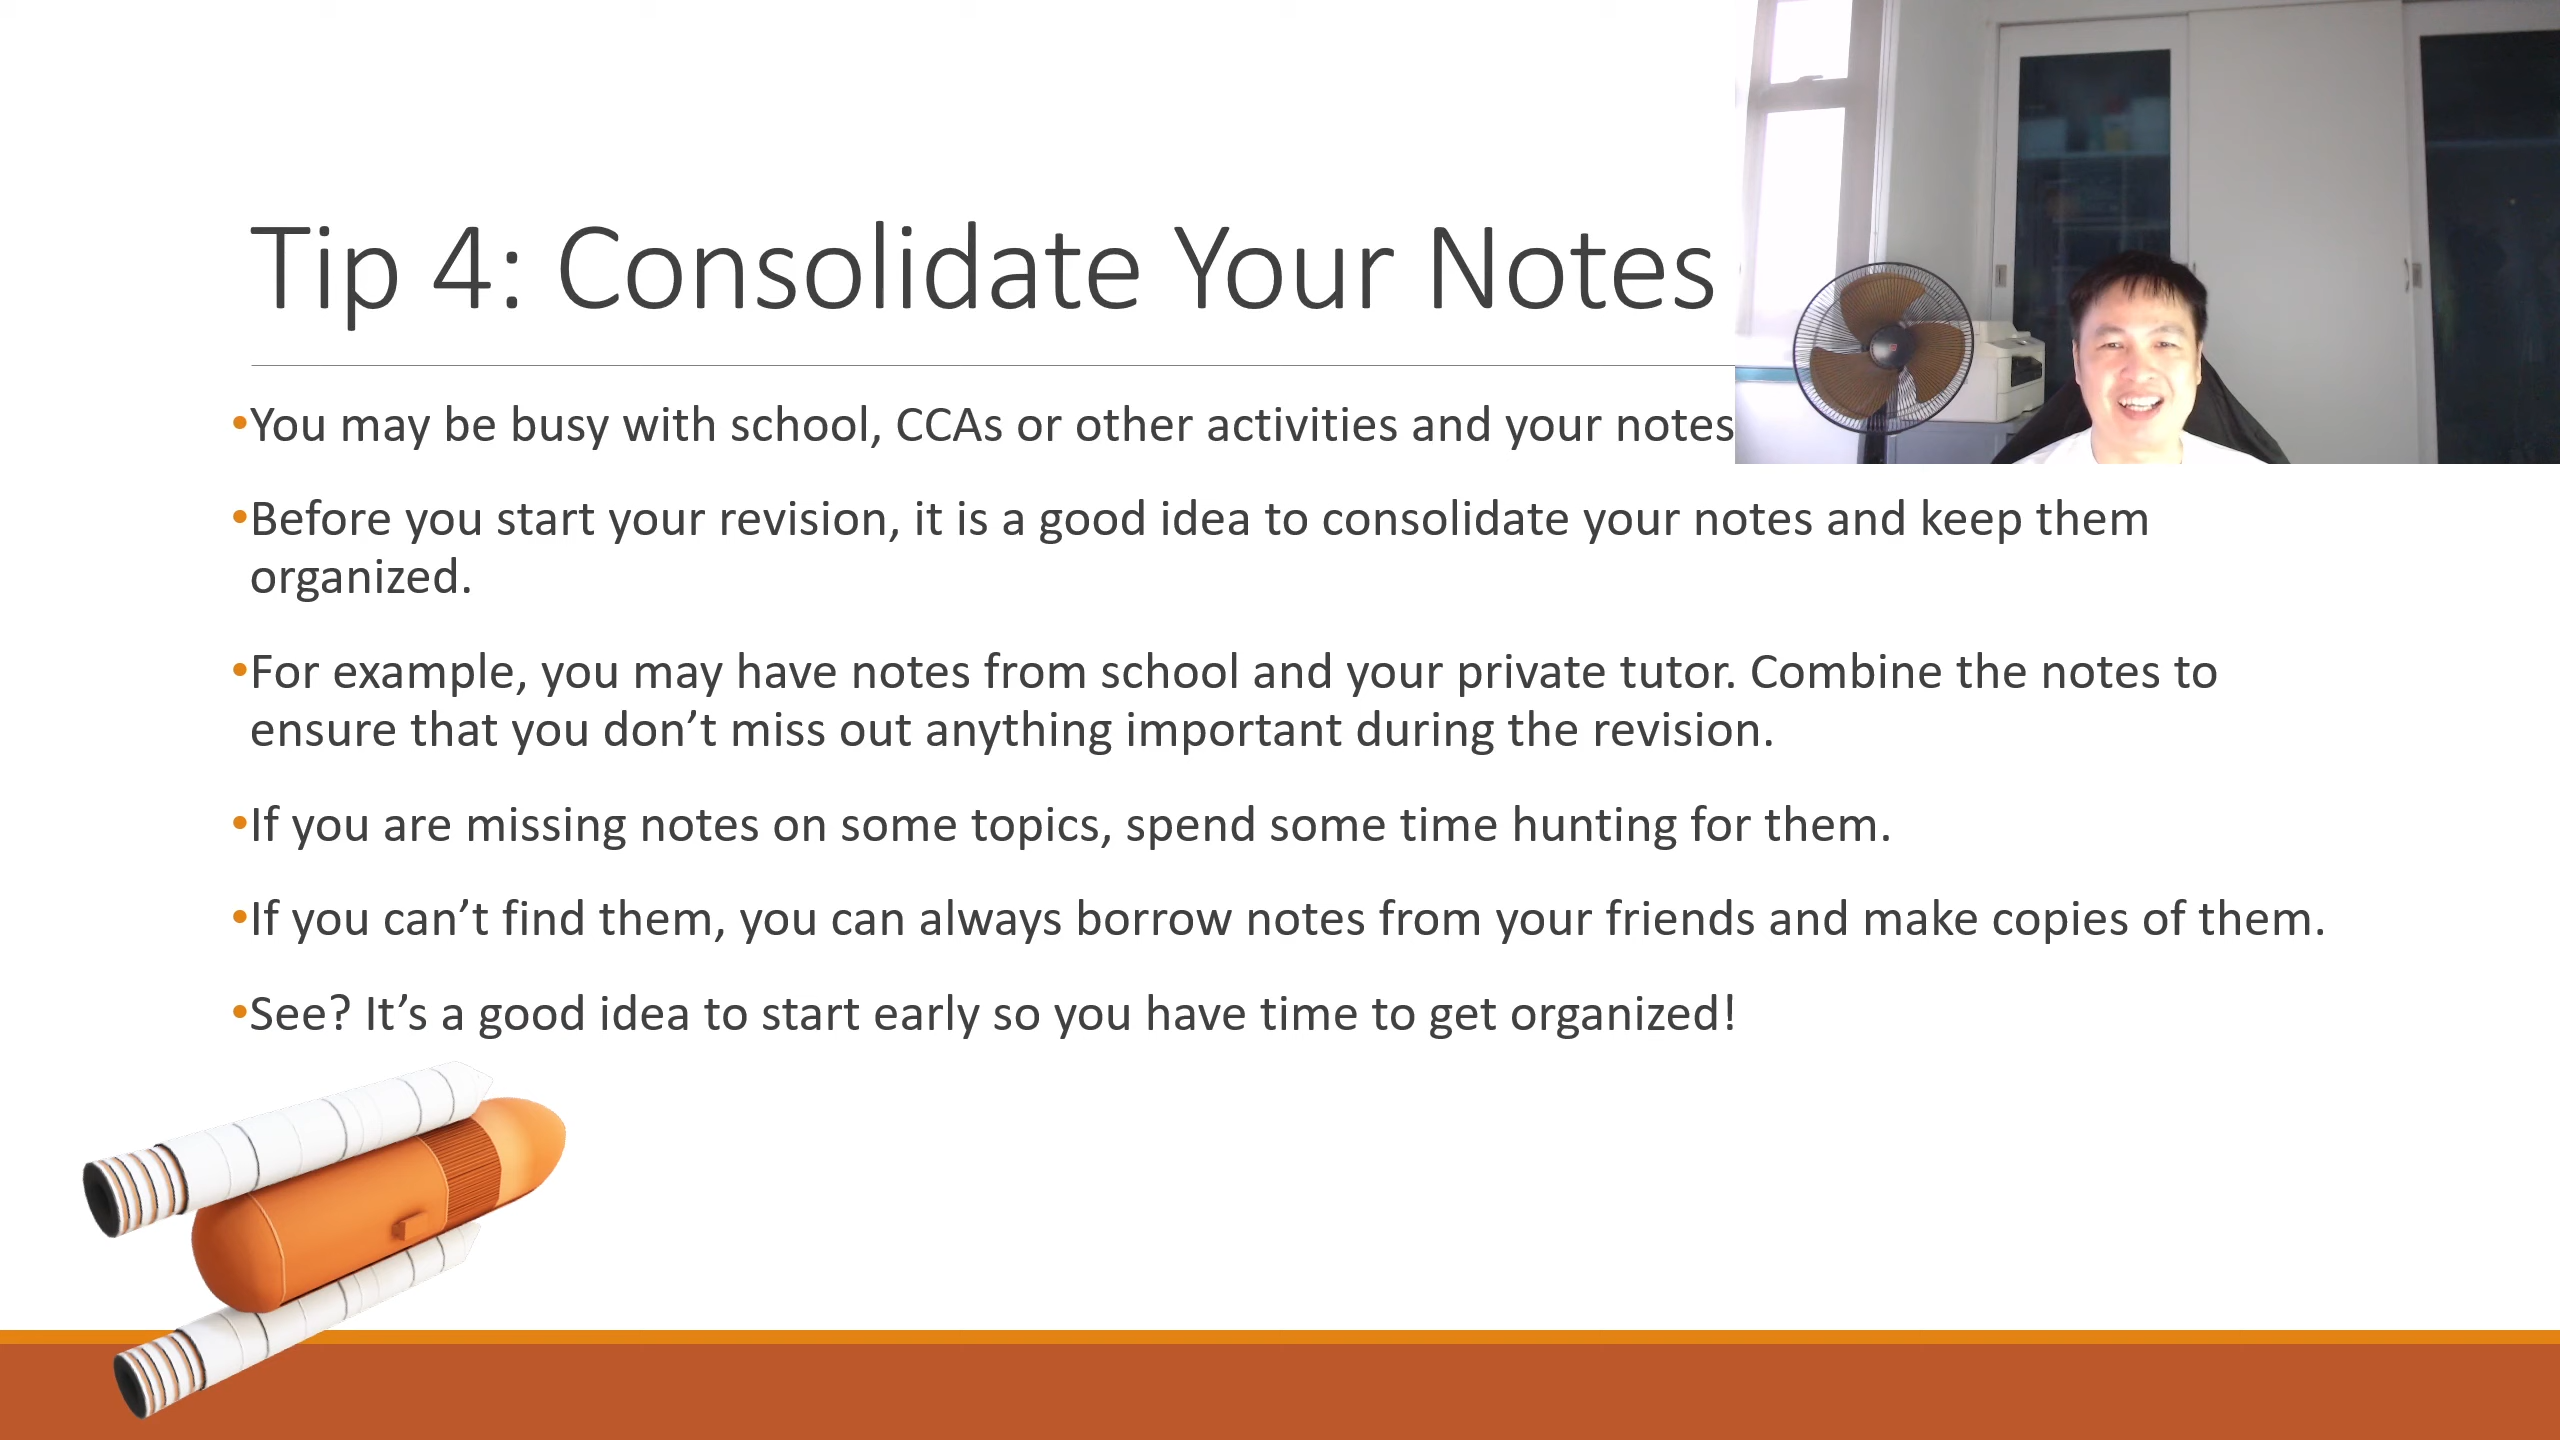 Tip 4: Consolidate Your Notes
•You may be busy with school, CCAs or other activities and your notes
•Before you start your revision, it is a good idea to consolidate your notes and keep them
organized.
•For example, you may have notes from school and your private tutor. Combine the notes to
ensure that you don’t miss out anything important during the revision.
•If you are missing notes on some topics, spend some time hunting for them.
•If you can’t find them, you can always borrow notes from your friends and make copies of them.
•See? It’s a good idea to start early so you have time to get organized!